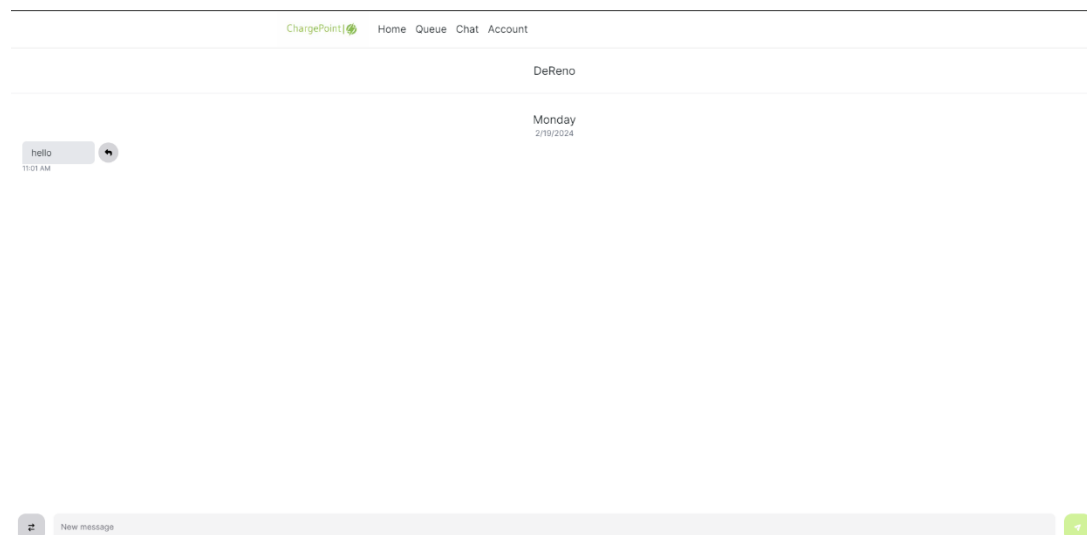 ChargePoint Home Queue Chat Account
DeReno
Monday
2/19/2024
hello
11:01 AM
New message